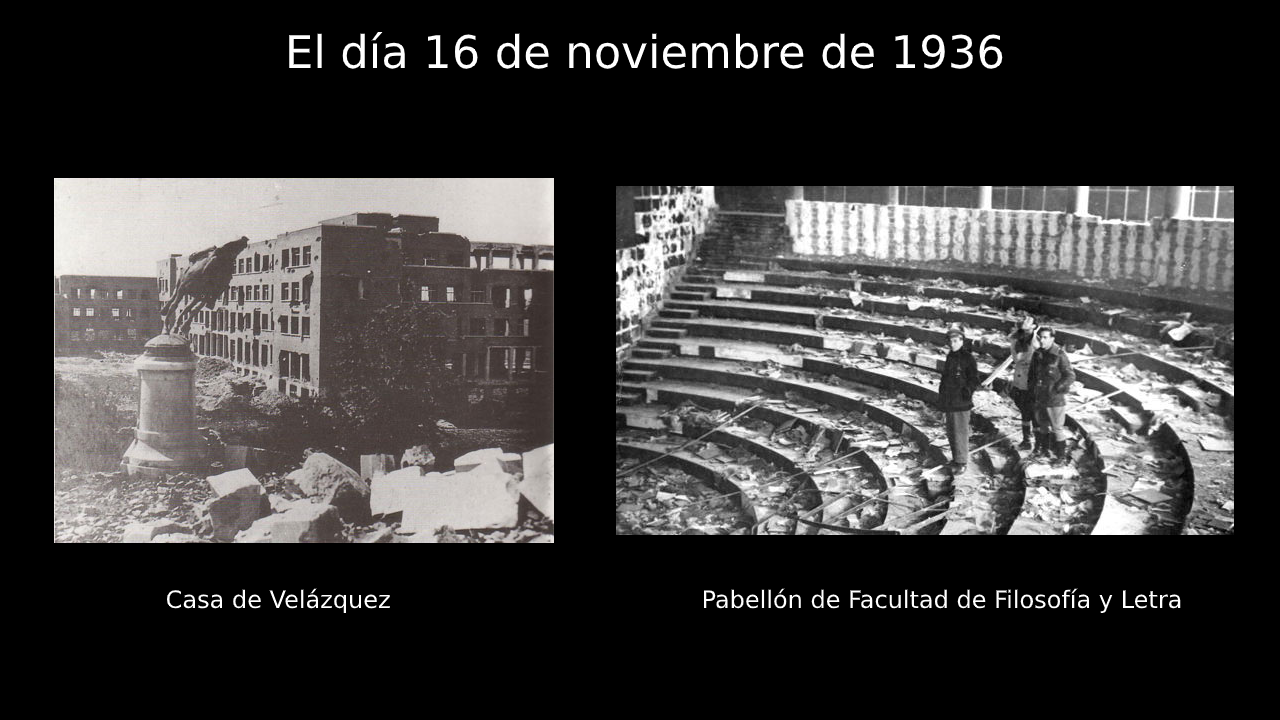 El día 16 de noviembre de 1936
Casa de Velázquez
Pabellón de Facultad de Filosofía y Letra